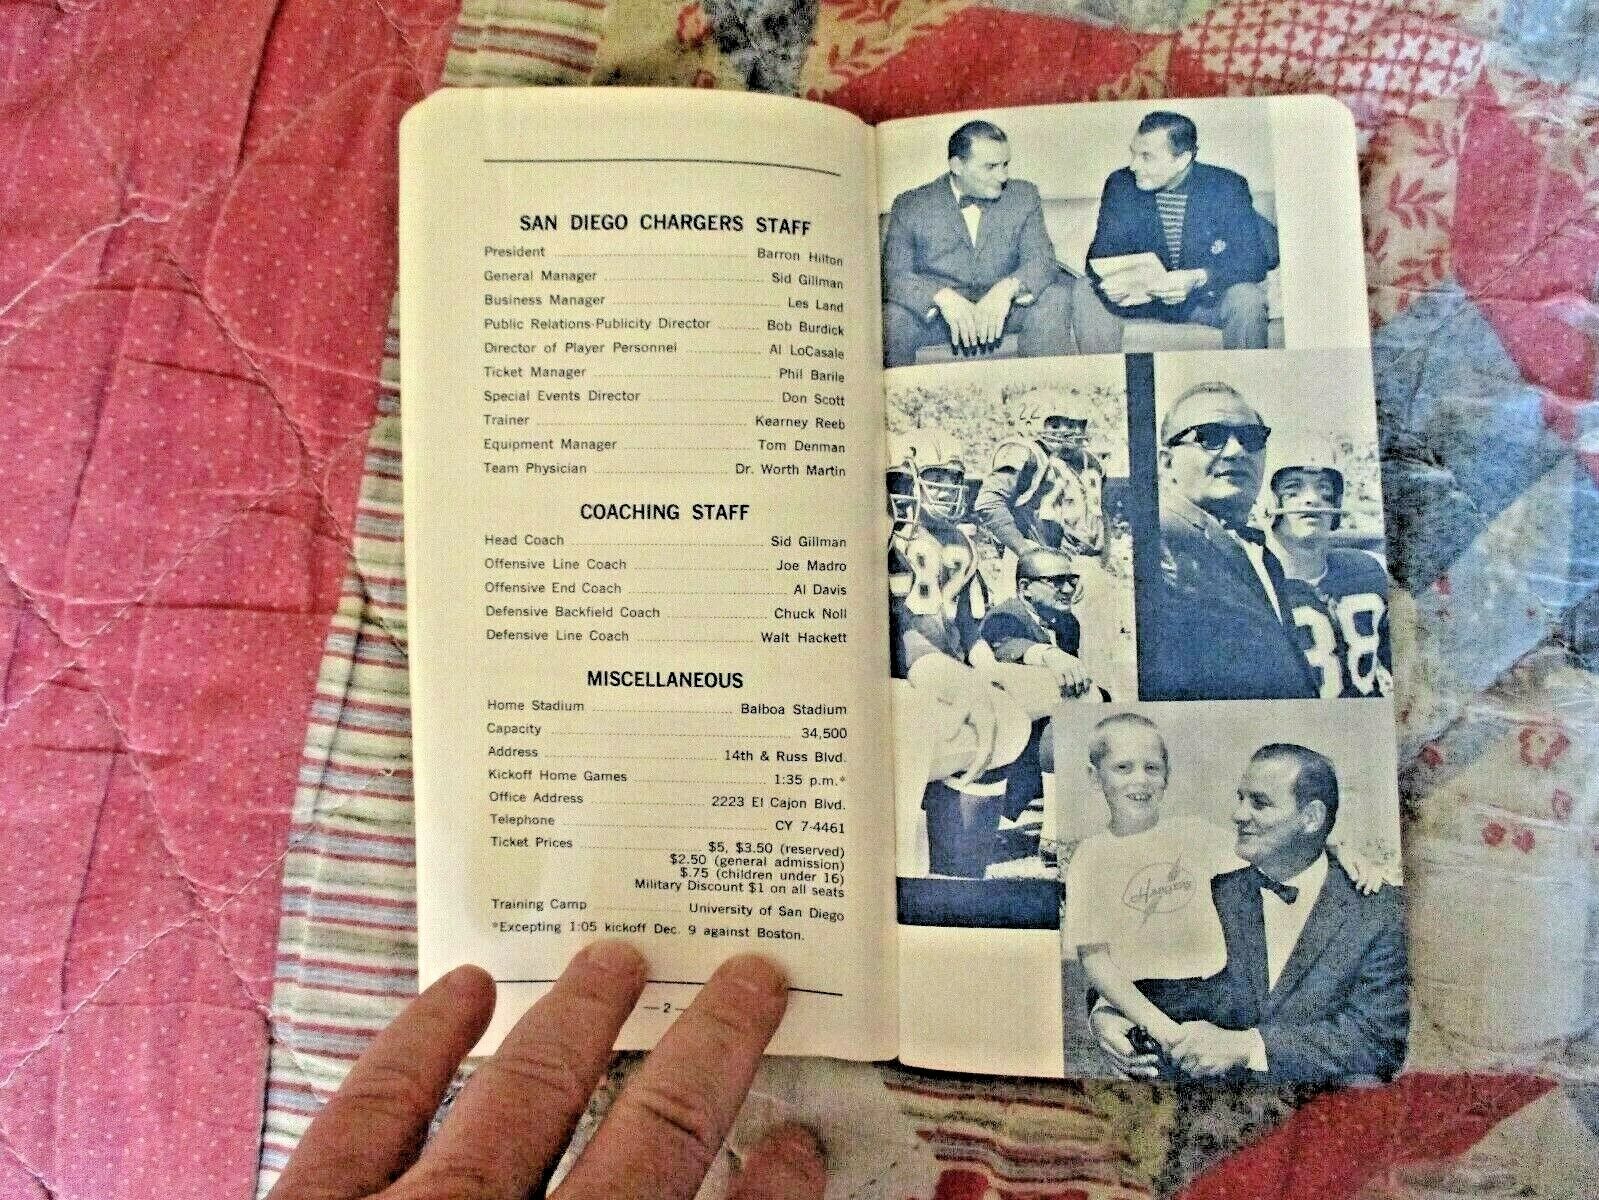 SAN DIEGO CHARGERS STAFF
President Barron Hilton
General Manager Sid Gillman
Business Manager Les Land
Public Relations-Publicity Director Bob Burdick
Director of Player Personnel Al LoCasale
Ticket Manager Phil Barile
Special Events Director Don Scott
Trainer Kearney Reeb
Equipment Manager Tom Denman
Team Physician Dr. Worth Martin
COACHING STAFF
Head Coach Sid Gillman
Offensive Line Coach Joe Madro
Offensive End Coach Al Davis
Defensive Backfield Coach Chuck Noll
Defensive Line Coach Walt Hackett
MISCELLANEOUS
Home Stadium Balboa Stadium
Capacity 34,500
Address 14th & Russ Blvd.
Kickoff Home Games 1:35 p.m.*
Office Address 2223 El Cajon Blvd.
Telephone CY 7-4461
Ticket Prices $5, $3.50 (reserved)
$2.50 (general admission)
$.75 (children under 16)
Military Discount $1 on all seats
Training Camp University of San Diego
*Excepting 1:05 kickoff Dec. 9 against Boston.
—2—
22
82
38
Chargers